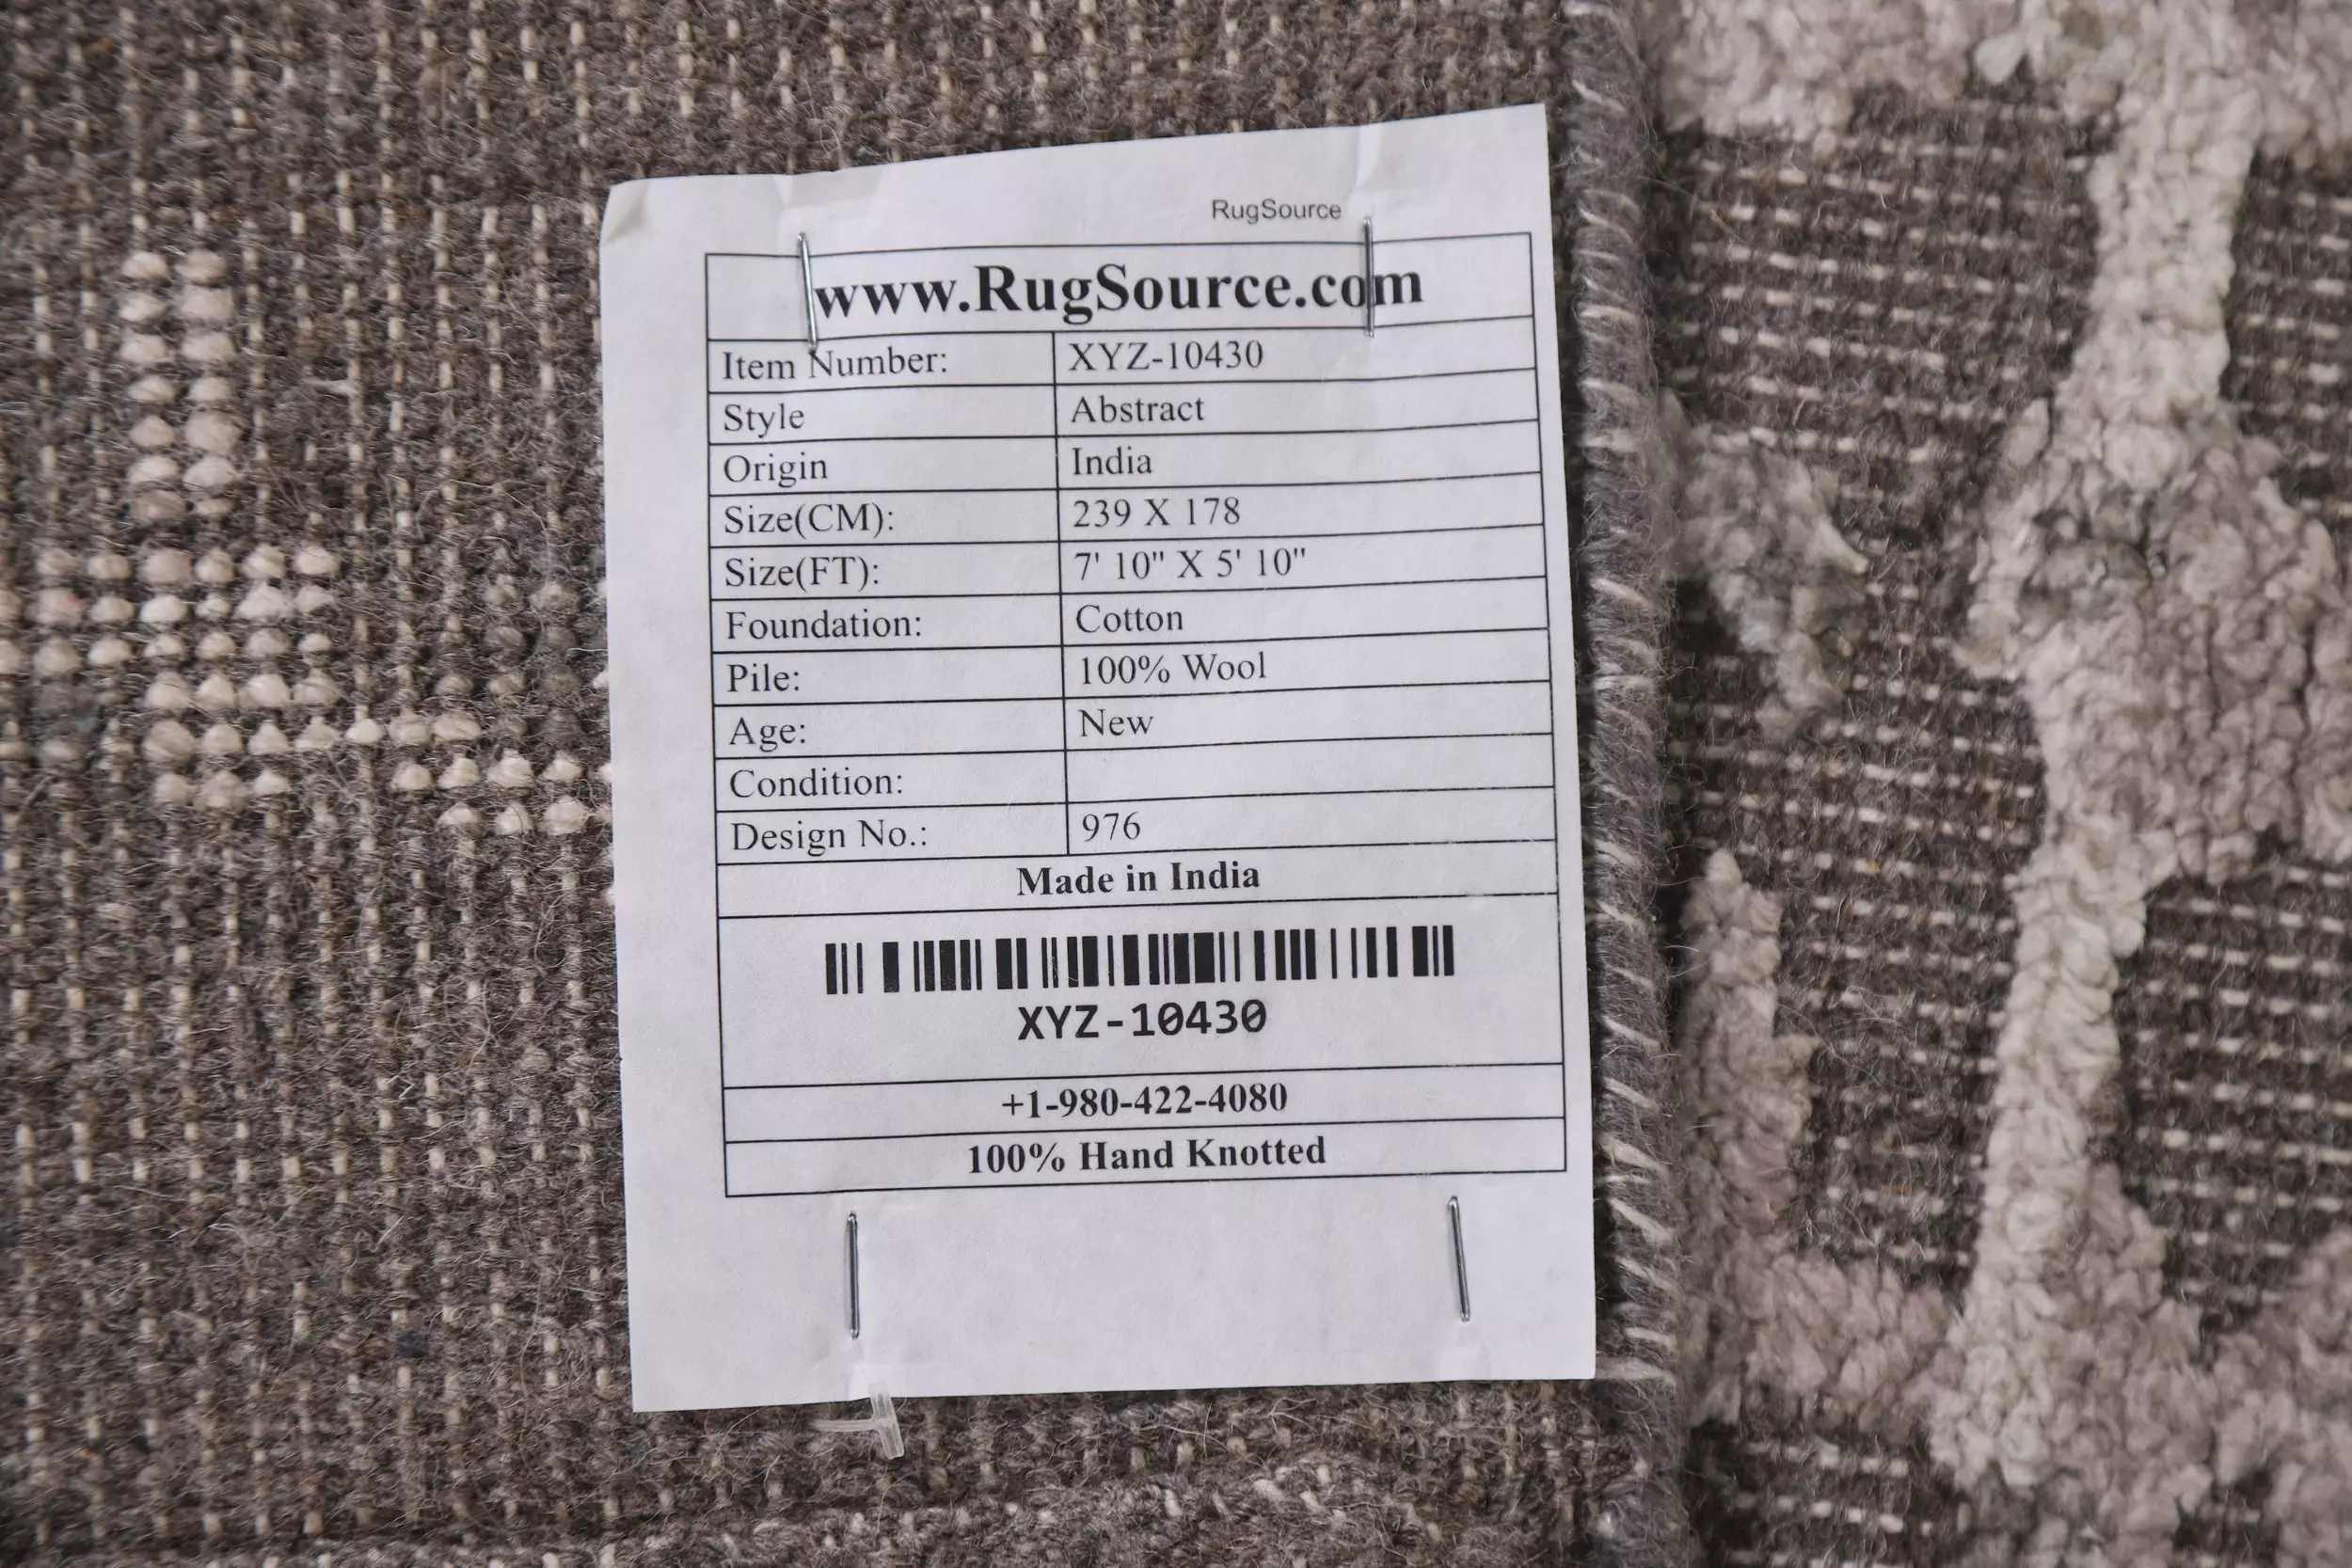 RugSource
www.RugSource.com
Item Number: XYZ-10430
Style Abstract
Origin India
Size(CM): 239 X 178
Size(FT): 7' 10" X 5' 10"
Foundation: Cotton
Pile: 100% Wool
Age: New
Condition:
Design No.: 976
Made in India
XYZ-10430
+1-980-422-4080
100% Hand Knotted